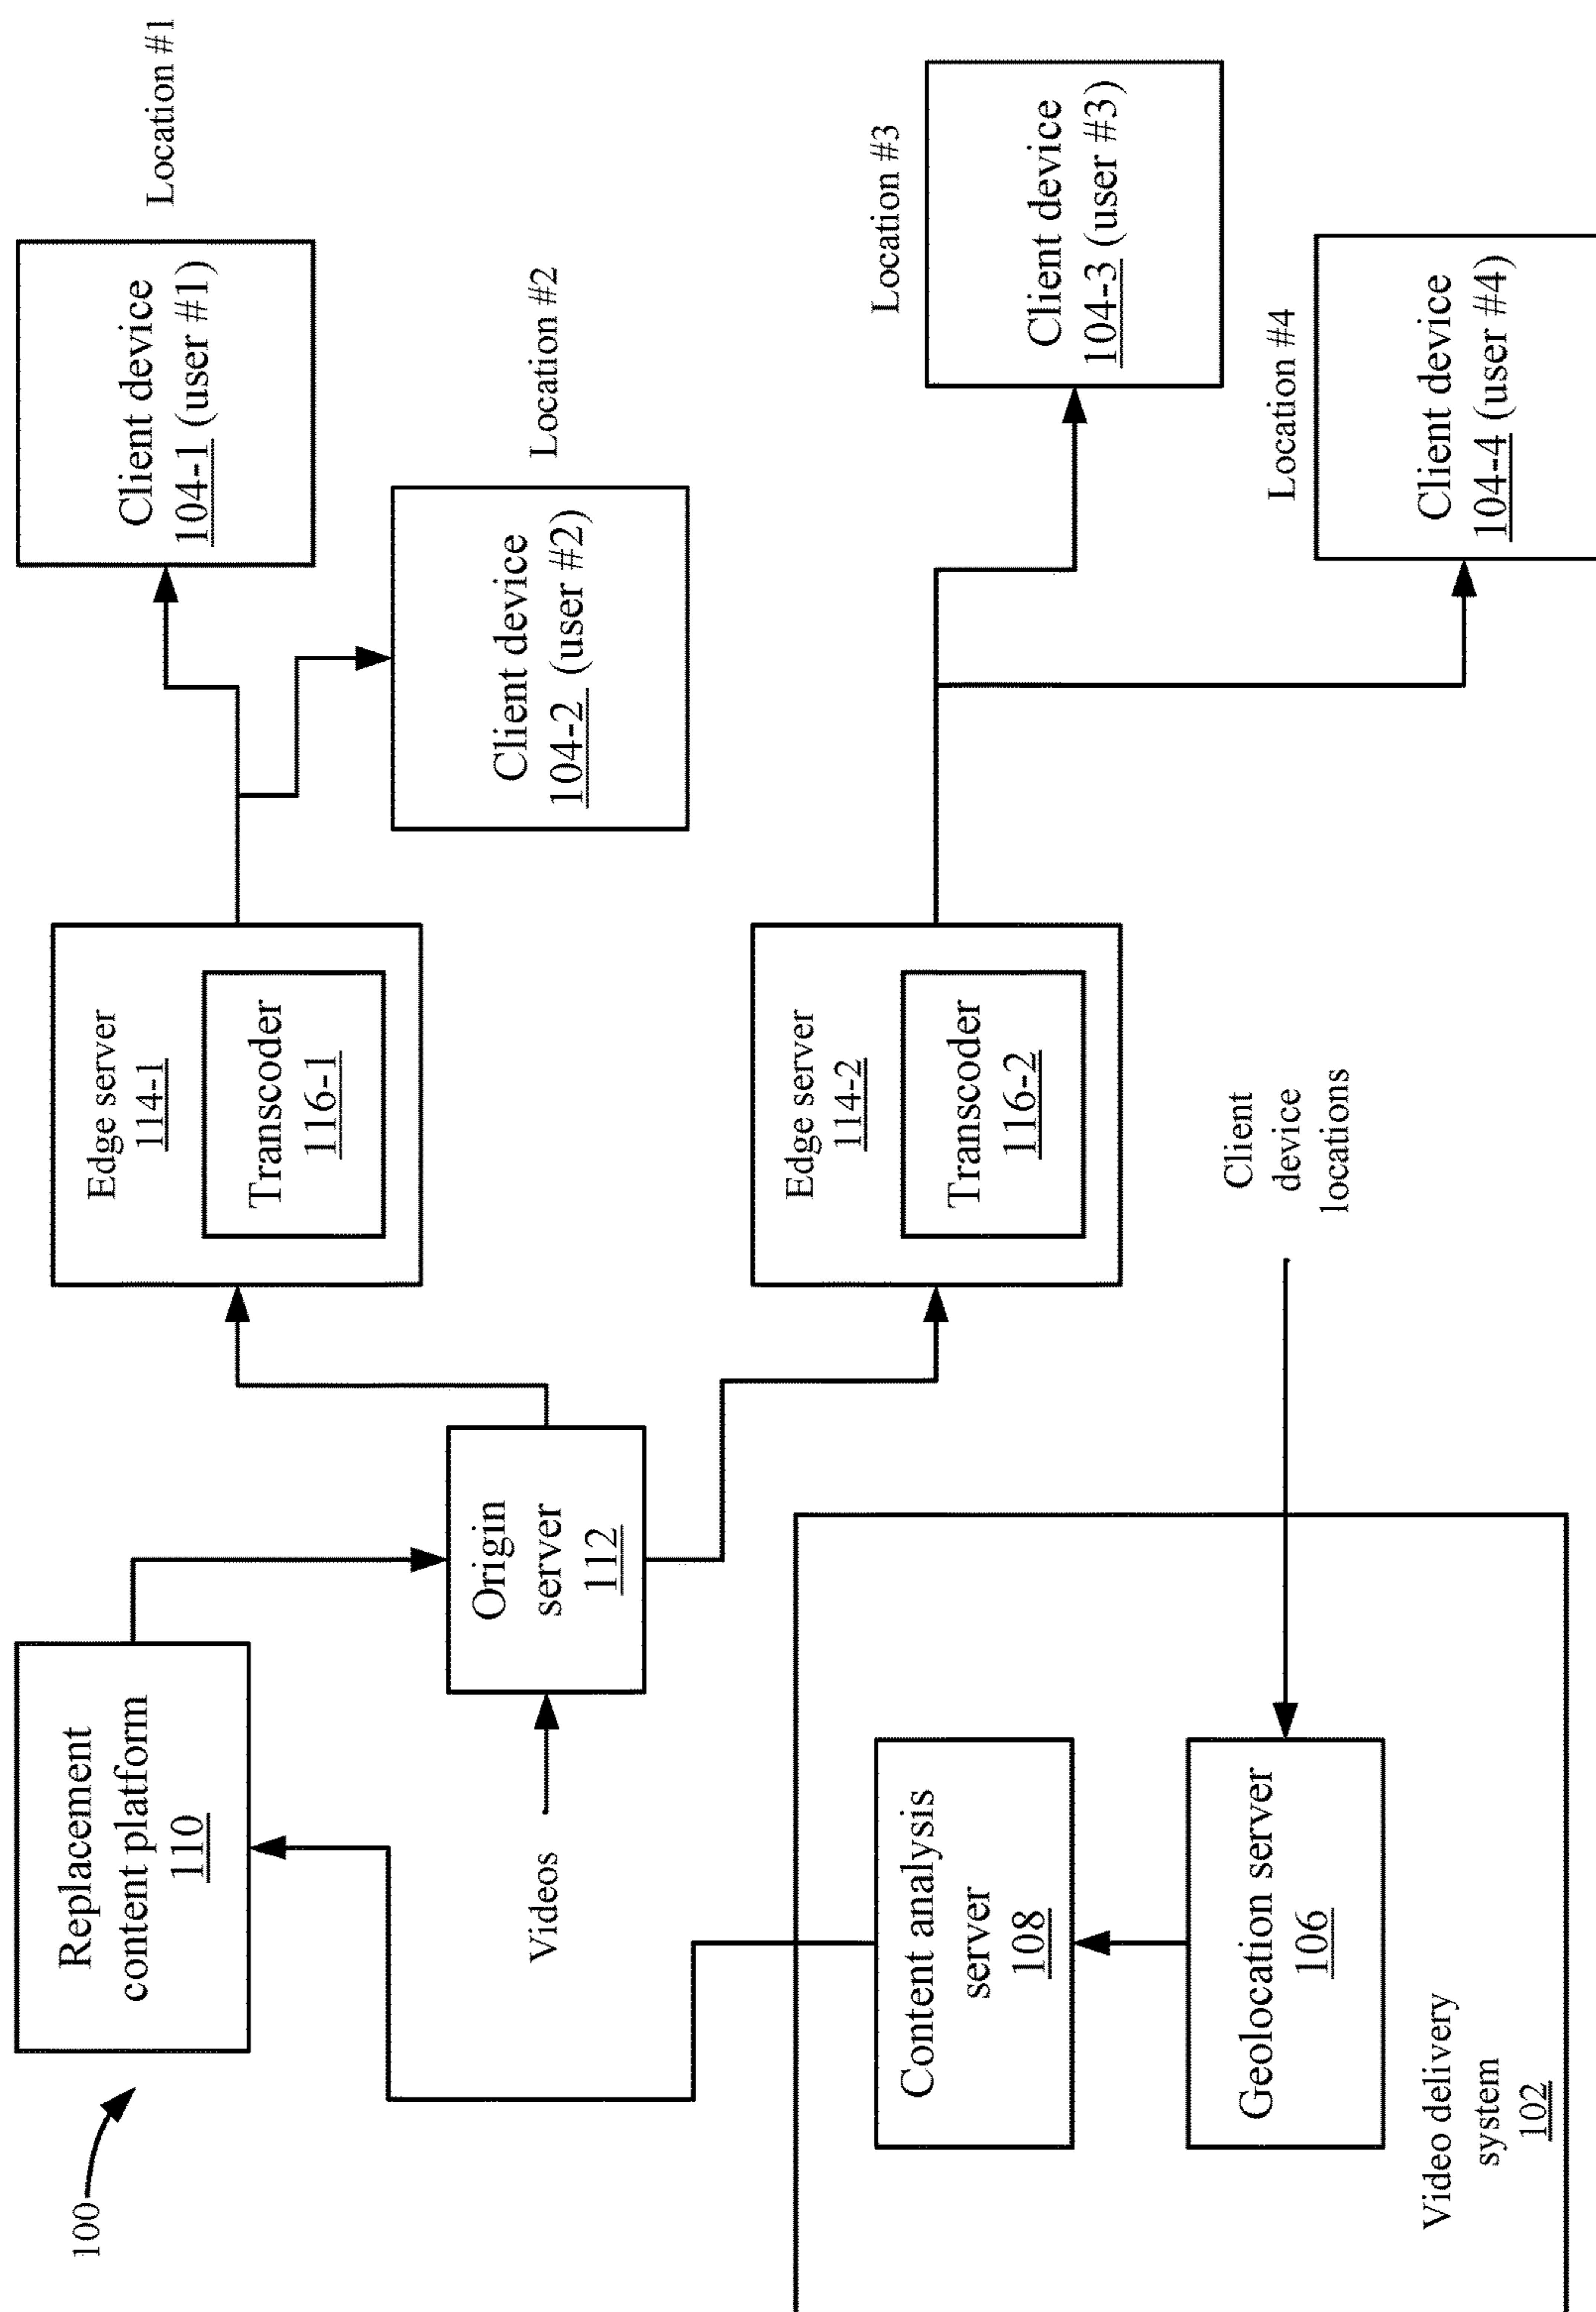 100
Replacement
content platform
110
Videos
Origin
server
112
Edge server
114-1
Transcoder
116-1
Client device
104-1 (user #1)
Location #1
Client device
104-2 (user #2)
Location #2
Edge server
114-2
Transcoder
116-2
Location #3
Client device
104-3 (user #3)
Location #4
Client device
104-4 (user #4)
Content analysis
server
108
Geolocation server
106
Video delivery
system
102
Client
device
locations